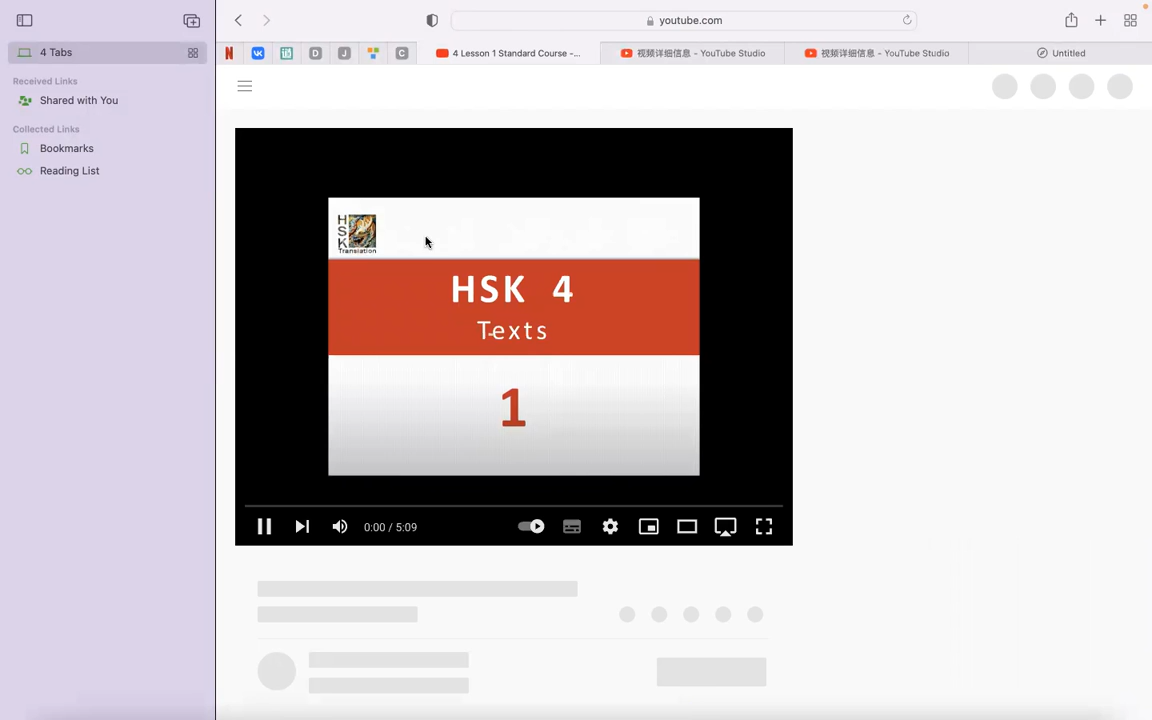 youtube.com
4 Tabs
4 Lesson 1 Standard Course -...
视频详细信息 - YouTube Studio
视频详细信息 - YouTube Studio
Untitled
Received Links
Shared with You
Collected Links
Bookmarks
Reading List
N
D
J
C
HSK
Translation
HSK 4
Texts
1
0:00 / 5:09